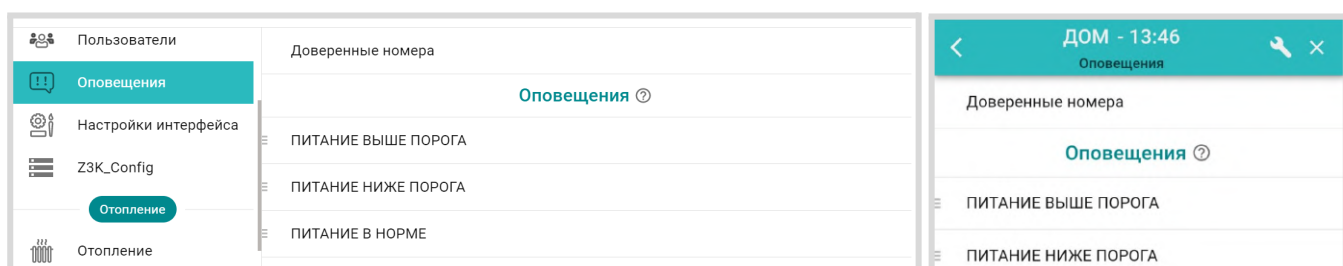 Пользователи
Оповещения
Настройки интерфейса
Z3K_Config
Отопление
Отопление
Доверенные номера
Оповещения ?
ПИТАНИЕ ВЫШЕ ПОРОГА
ПИТАНИЕ НИЖЕ ПОРОГА
ПИТАНИЕ В НОРМЕ
ДОМ - 13:46
Оповещения
Доверенные номера
Оповещения ?
ПИТАНИЕ ВЫШЕ ПОРОГА
ПИТАНИЕ НИЖЕ ПОРОГА